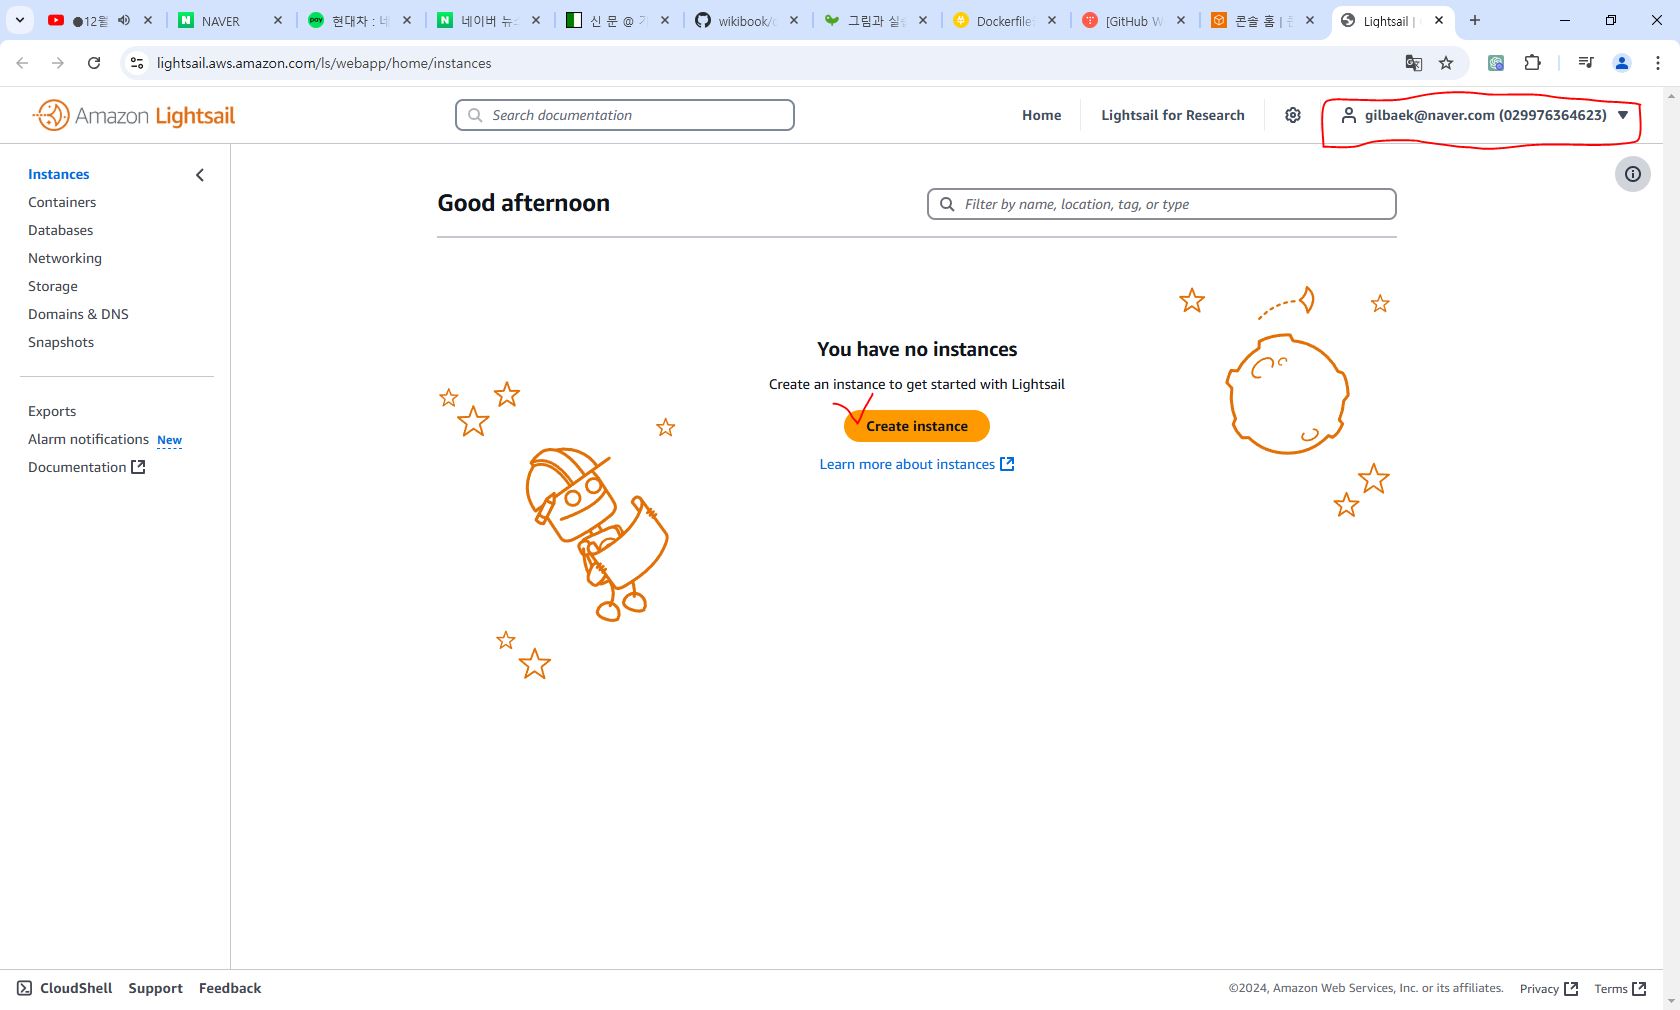 ●12월
NAVER
현대차 : 네
네이버 뉴스
신 문 @ 
wikibook/
그림과 실습
Dockerfile
[GitHub W
콘솔 홈 |
Lightsail |
lightsail.aws.amazon.com/ls/webapp/home/instances
Amazon Lightsail
Search documentation
Home
Lightsail for Research
gilbaek@naver.com (029976364623)
Instances
Containers
Databases
Networking
Storage
Domains & DNS
Snapshots
Exports
Alarm notifications New
Documentation
Good afternoon
Filter by name, location, tag, or type
You have no instances
Create an instance to get started with Lightsail
Create instance
Learn more about instances
CloudShell
Support
Feedback
©2024, Amazon Web Services, Inc. or its affiliates.
Privacy
Terms